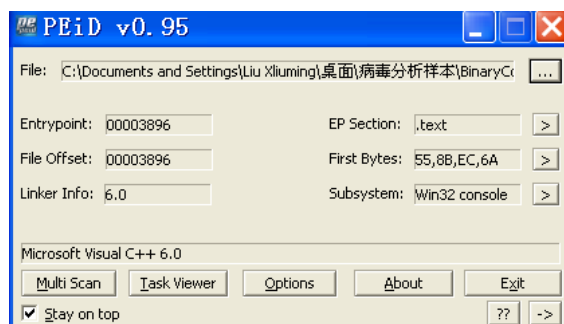 PEiD v0.95
File: C:\Documents and Settings\Liu Xliuming\桌面\病毒分析样本\BinaryCo ...
Entrypoint: 00003896 EP Section: .text >
File Offset: 00003896 First Bytes: 55,8B,EC,6A >
Linker Info: 6.0 Subsystem: Win32 console >
Microsoft Visual C++ 6.0
Multi Scan Task Viewer Options About Exit
Stay on top ?? ->